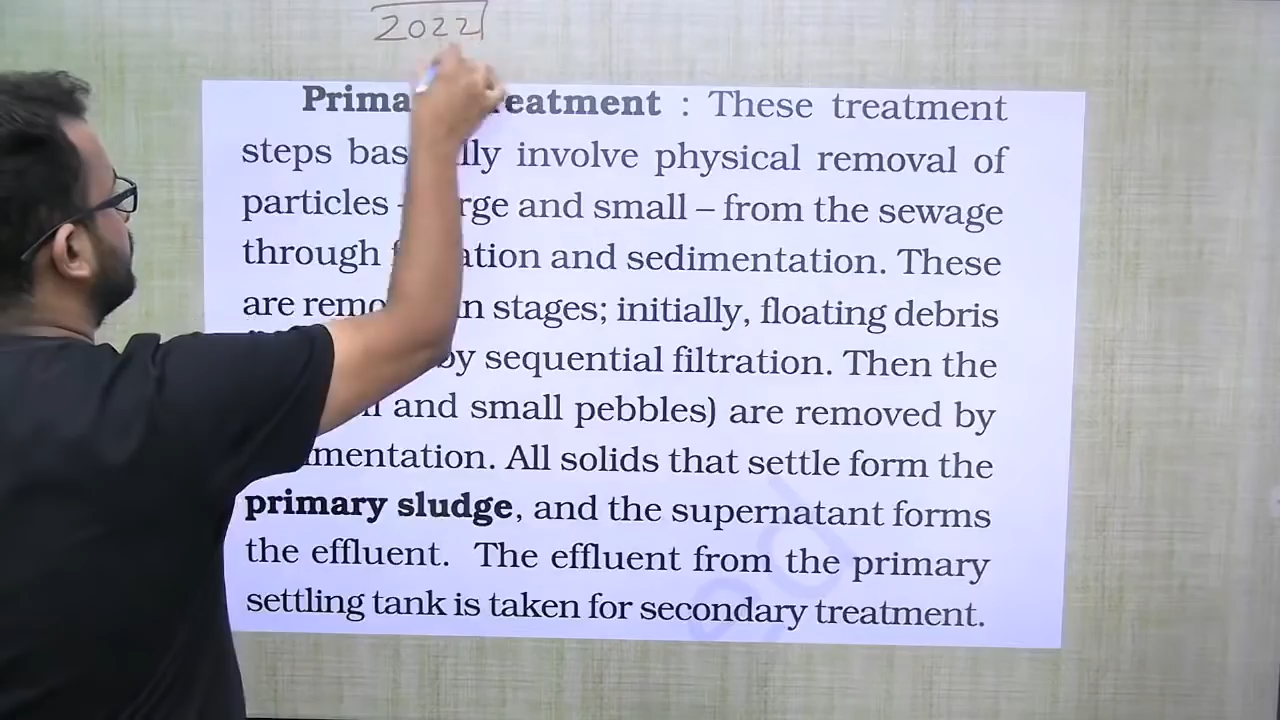 2022
Prima eatment : These treatment
steps bas lly involve physical removal of
particles rge and small – from the sewage
through ation and sedimentation. These
are remo n stages; initially, floating debris
by sequential filtration. Then the
and small pebbles) are removed by
mentation. All solids that settle form the
primary sludge, and the supernatant forms
the effluent. The effluent from the primary
settling tank is taken for secondary treatment.
ed